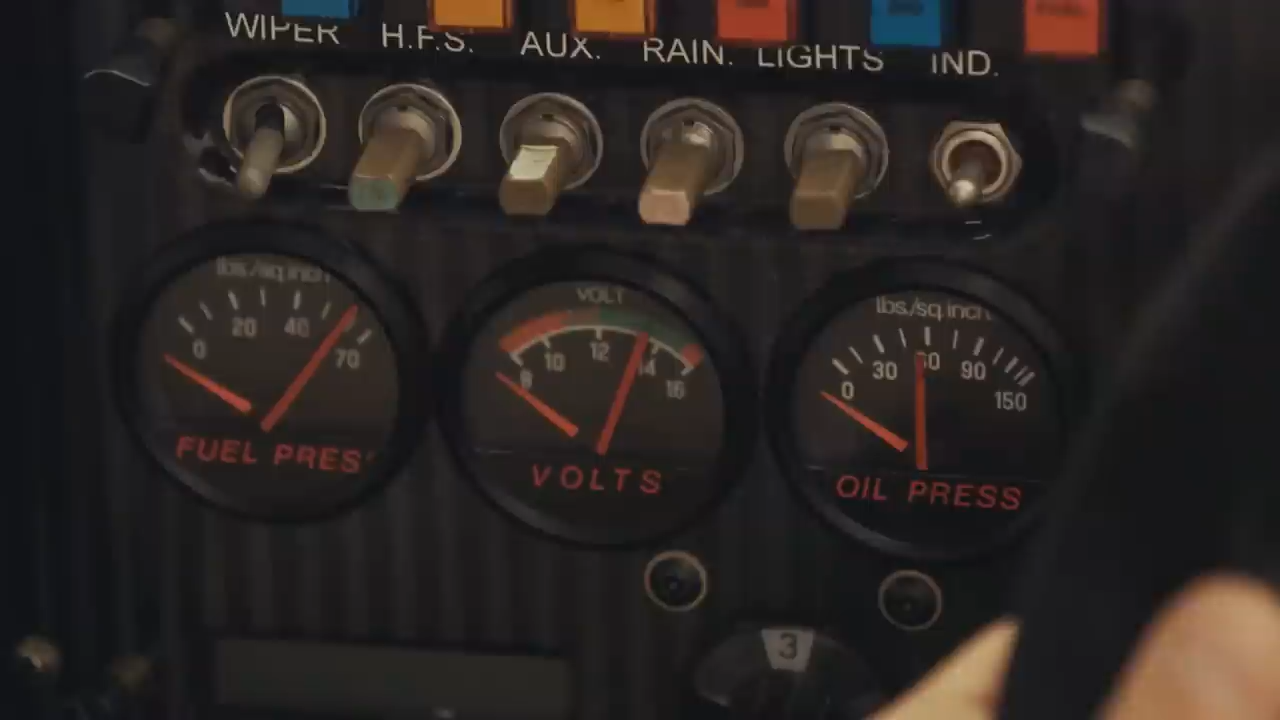 WIPER H.F.S. AUX. RAIN. LIGHTS IND.
lbs./sq.inch
0 20 40 70
FUEL PRES
VOLT
8 10 12 14 16
VOLTS
lbs./sq.inch
0 30 60 90 150
OIL PRESS
3